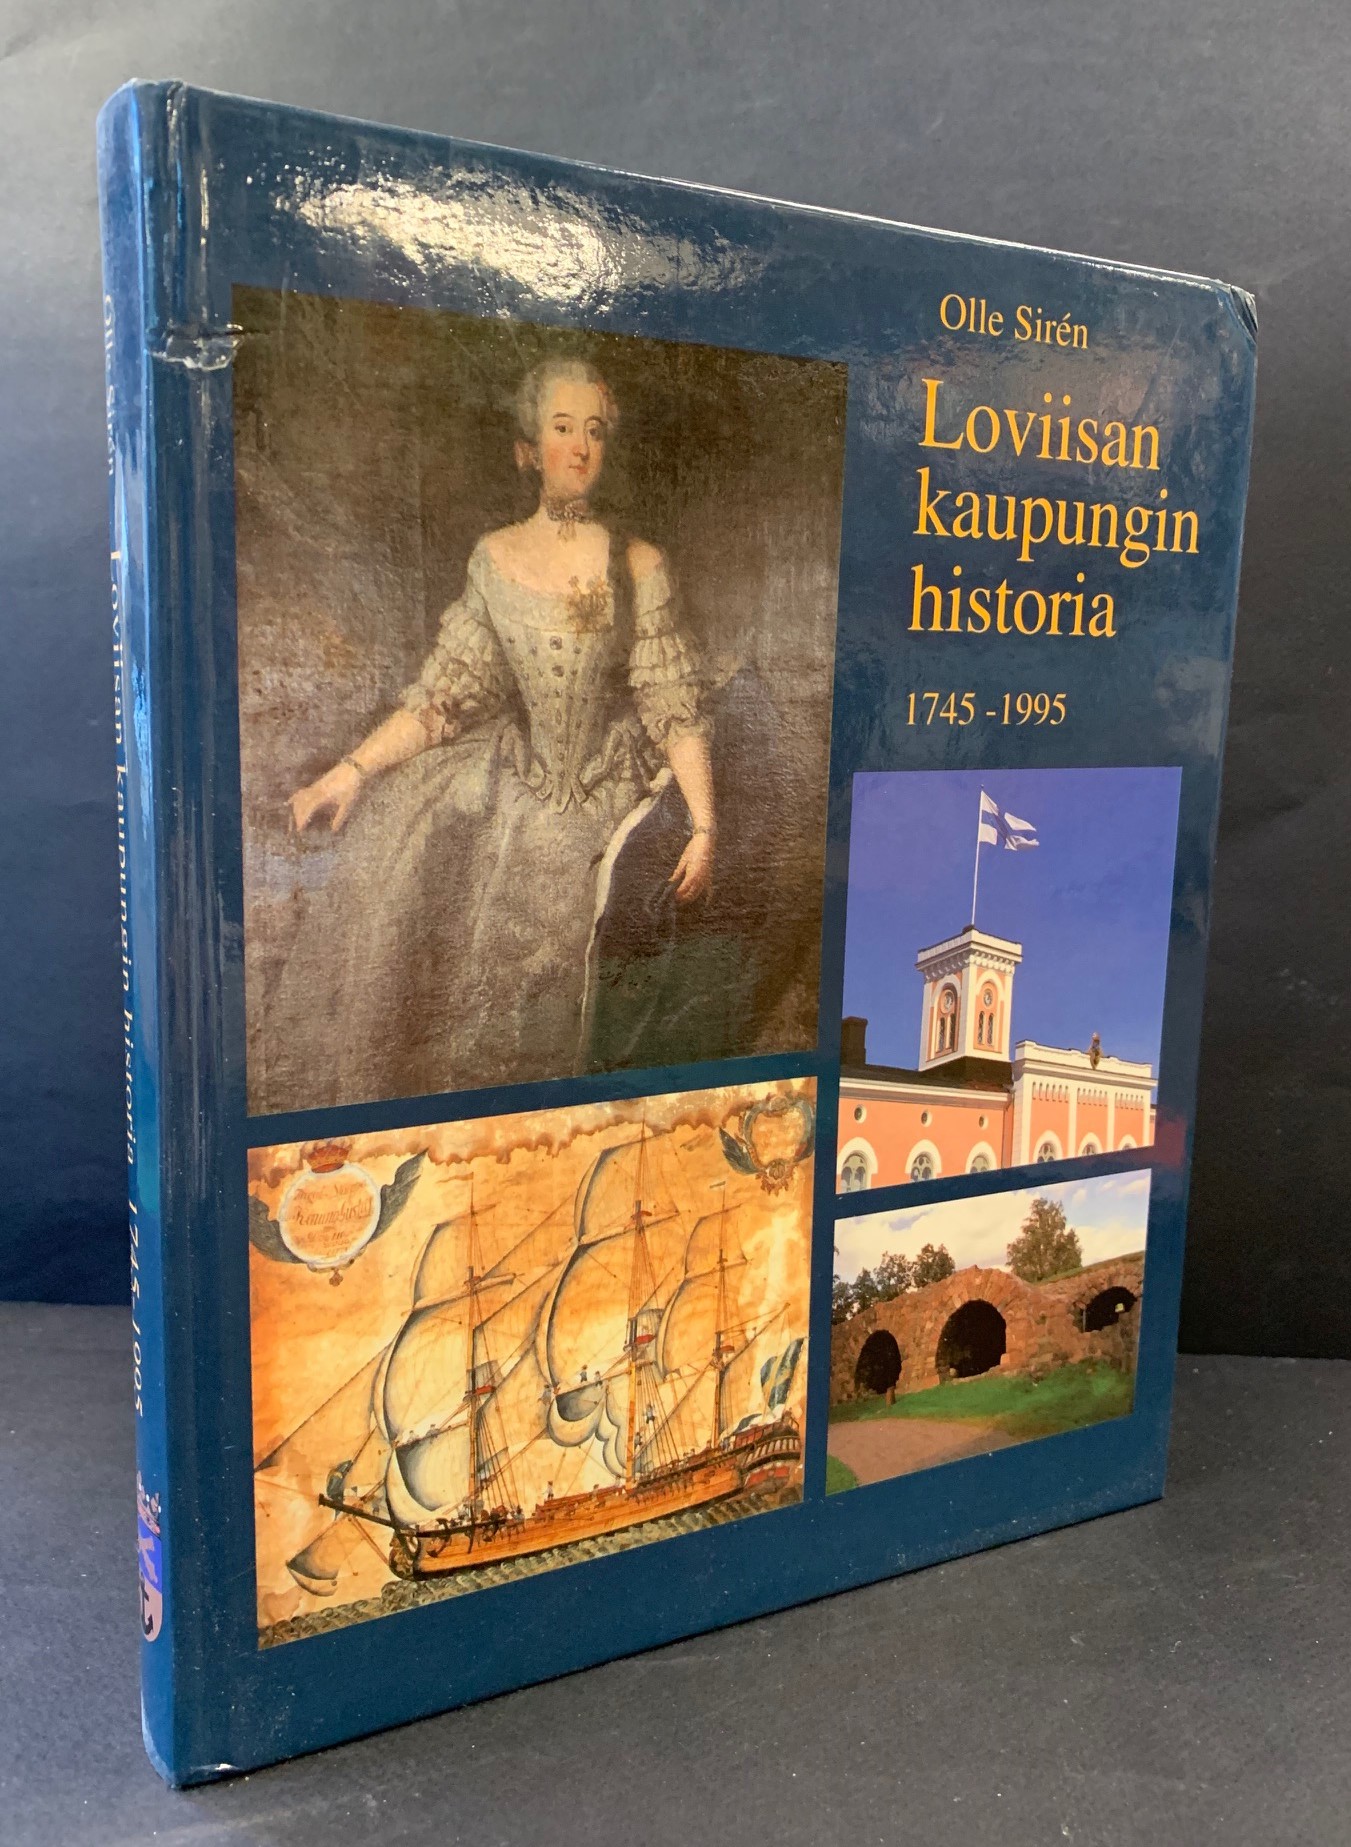 Olle Sirén
Loviisan
kaupungin
historia
1745 -1995
Olle Sirén Loviisan kaupungin historia 1745-1995